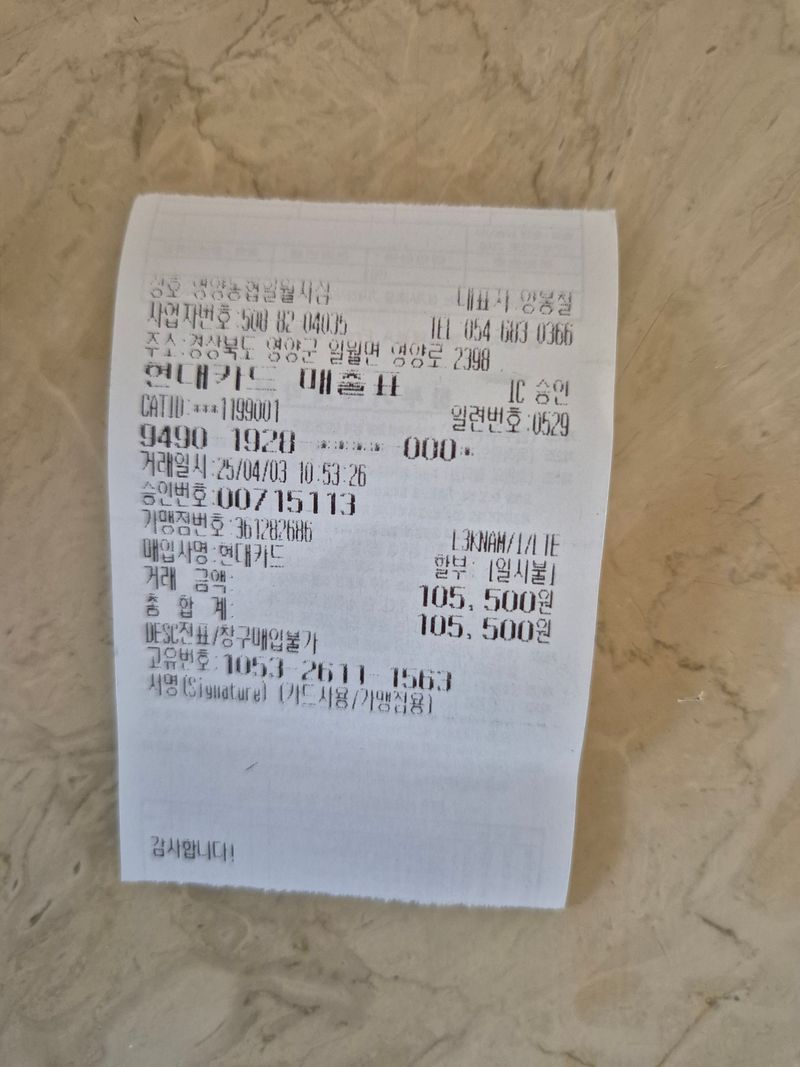 상호:영양농협일월지점 대표자:양봉철
사업자번호:508-82-04035 TEL:054-683-0366
주소:경상북도 영양군 일월면 영양로 2398
현대카드 매출표 IC 승인
CATID:***1199001 일련번호:0529
9490-1928-****-000*
거래일시:25/04/03 10:53:26
승인번호:00715113
가맹점번호:361282686
L3KNAM/1/LTE
매입사명:현대카드 할부: [일시불]
거래 금액: 105,500원
총 합 계: 105,500원
DESC전표/창구매입불가
고유번호:1053-2611-1563
서명(Signature) (카드사용/가맹점용)
감사합니다!